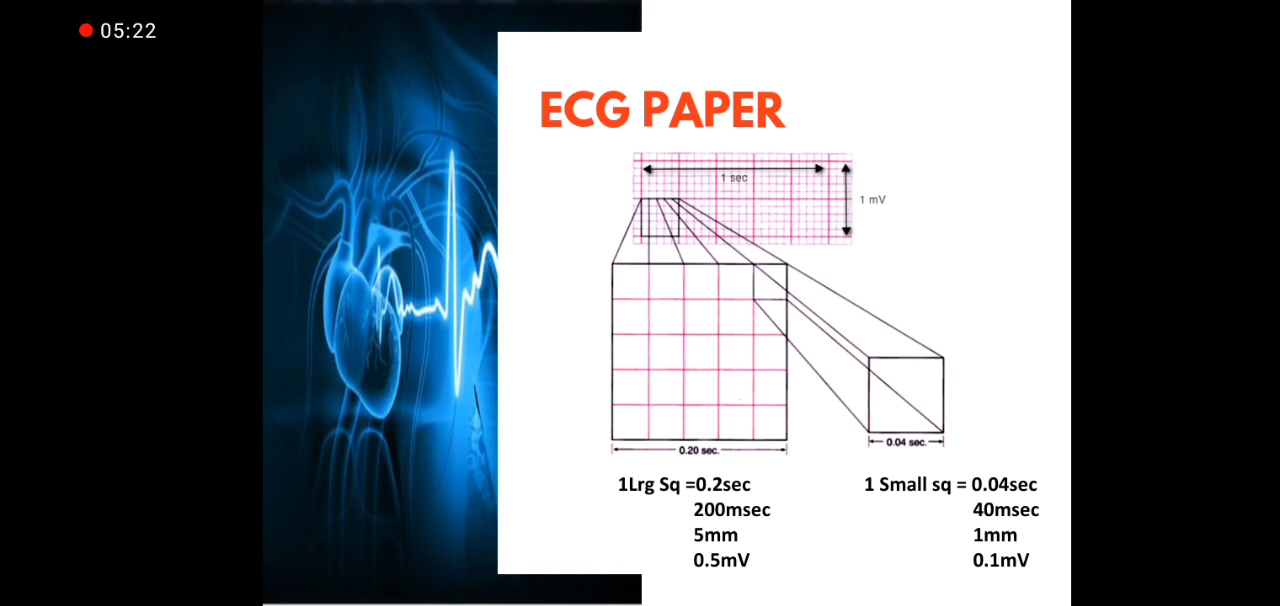 05:22
ECG PAPER
1 sec
1 mV
0.20 sec.
0.04 sec.
1Lrg Sq =0.2sec
200msec
5mm
0.5mV
1 Small sq = 0.04sec
40msec
1mm
0.1mV